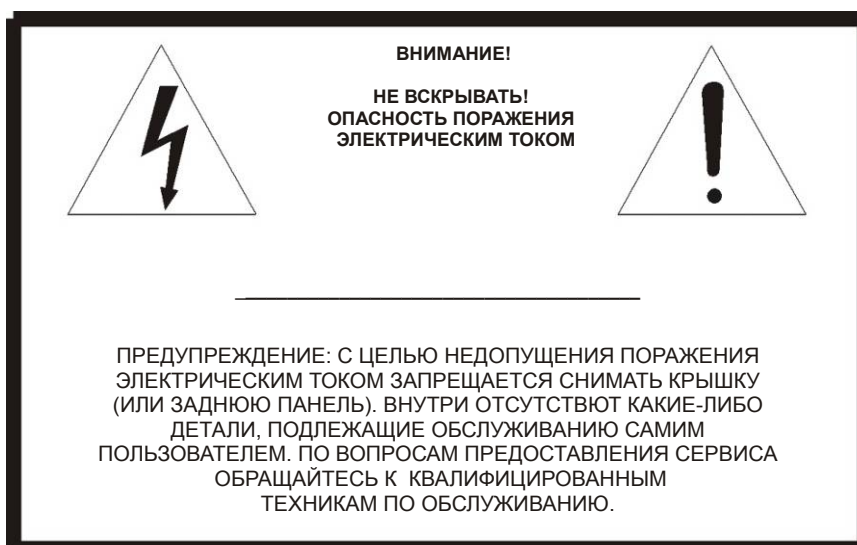 ВНИМАНИЕ!
НЕ ВСКРЫВАТЬ!
ОПАСНОСТЬ ПОРАЖЕНИЯ
ЭЛЕКТРИЧЕСКИМ ТОКОМ
ПРЕДУПРЕЖДЕНИЕ: С ЦЕЛЬЮ НЕДОПУЩЕНИЯ ПОРАЖЕНИЯ
ЭЛЕКТРИЧЕСКИМ ТОКОМ ЗАПРЕЩАЕТСЯ СНИМАТЬ КРЫШКУ
(ИЛИ ЗАДНЮЮ ПАНЕЛЬ). ВНУТРИ ОТСУТСТВЮТ КАКИЕ-ЛИБО
ДЕТАЛИ, ПОДЛЕЖАЩИЕ ОБСЛУЖИВАНИЮ САМИМ
ПОЛЬЗОВАТЕЛЕМ. ПО ВОПРОСАМ ПРЕДОСТАВЛЕНИЯ СЕРВИСА
ОБРАЩАЙТЕСЬ К КВАЛИФИЦИРОВАННЫМ
ТЕХНИКАМ ПО ОБСЛУЖИВАНИЮ.